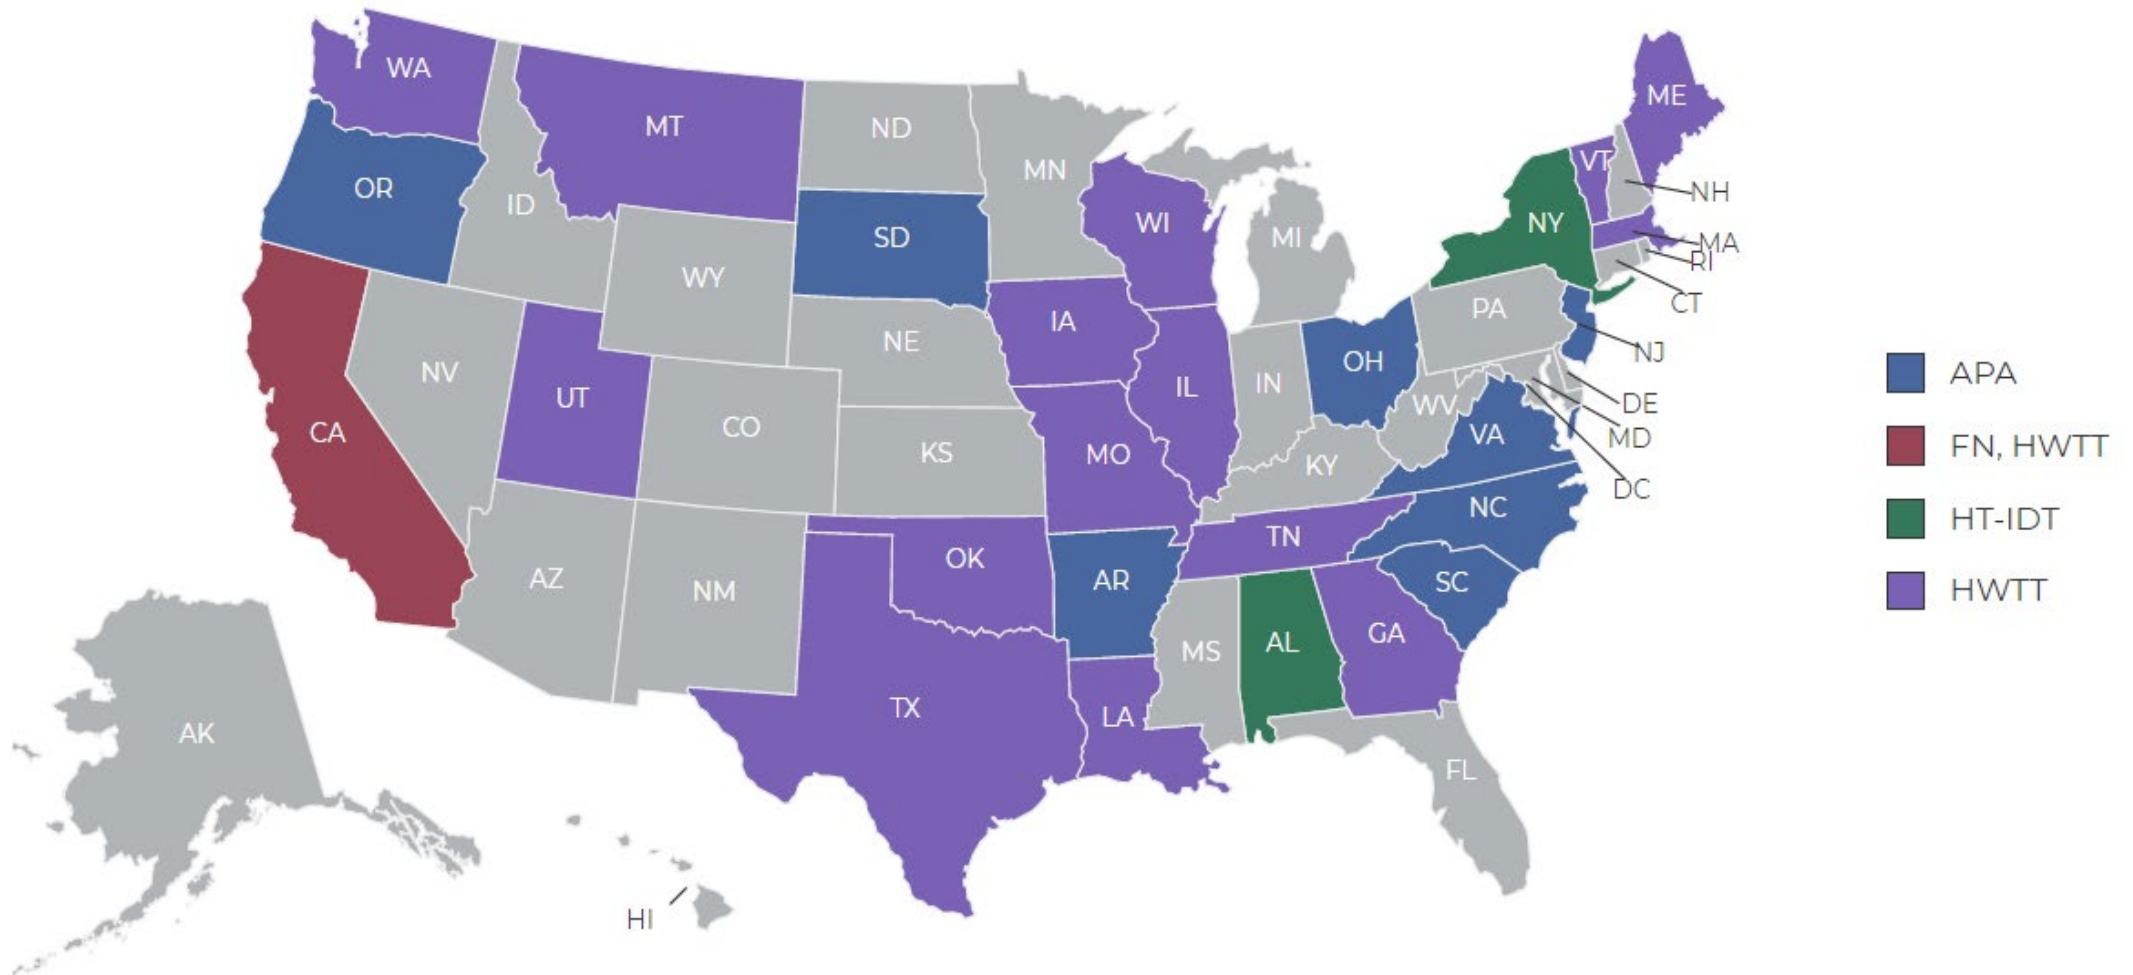 WA
MT
ND
MN
ME
OR
ID
SD
WI
MI
VT
NH
NY
MA
RI
WY
IA
PA
CT
NE
NJ
NV
UT
CO
IL
IN
OH
WV
DE
MD
VA
DC
CA
KS
MO
KY
NC
TN
AZ
NM
OK
AR
SC
MS
AL
GA
TX
LA
FL
AK
HI
APA
FN, HWTT
HT-IDT
HWTT